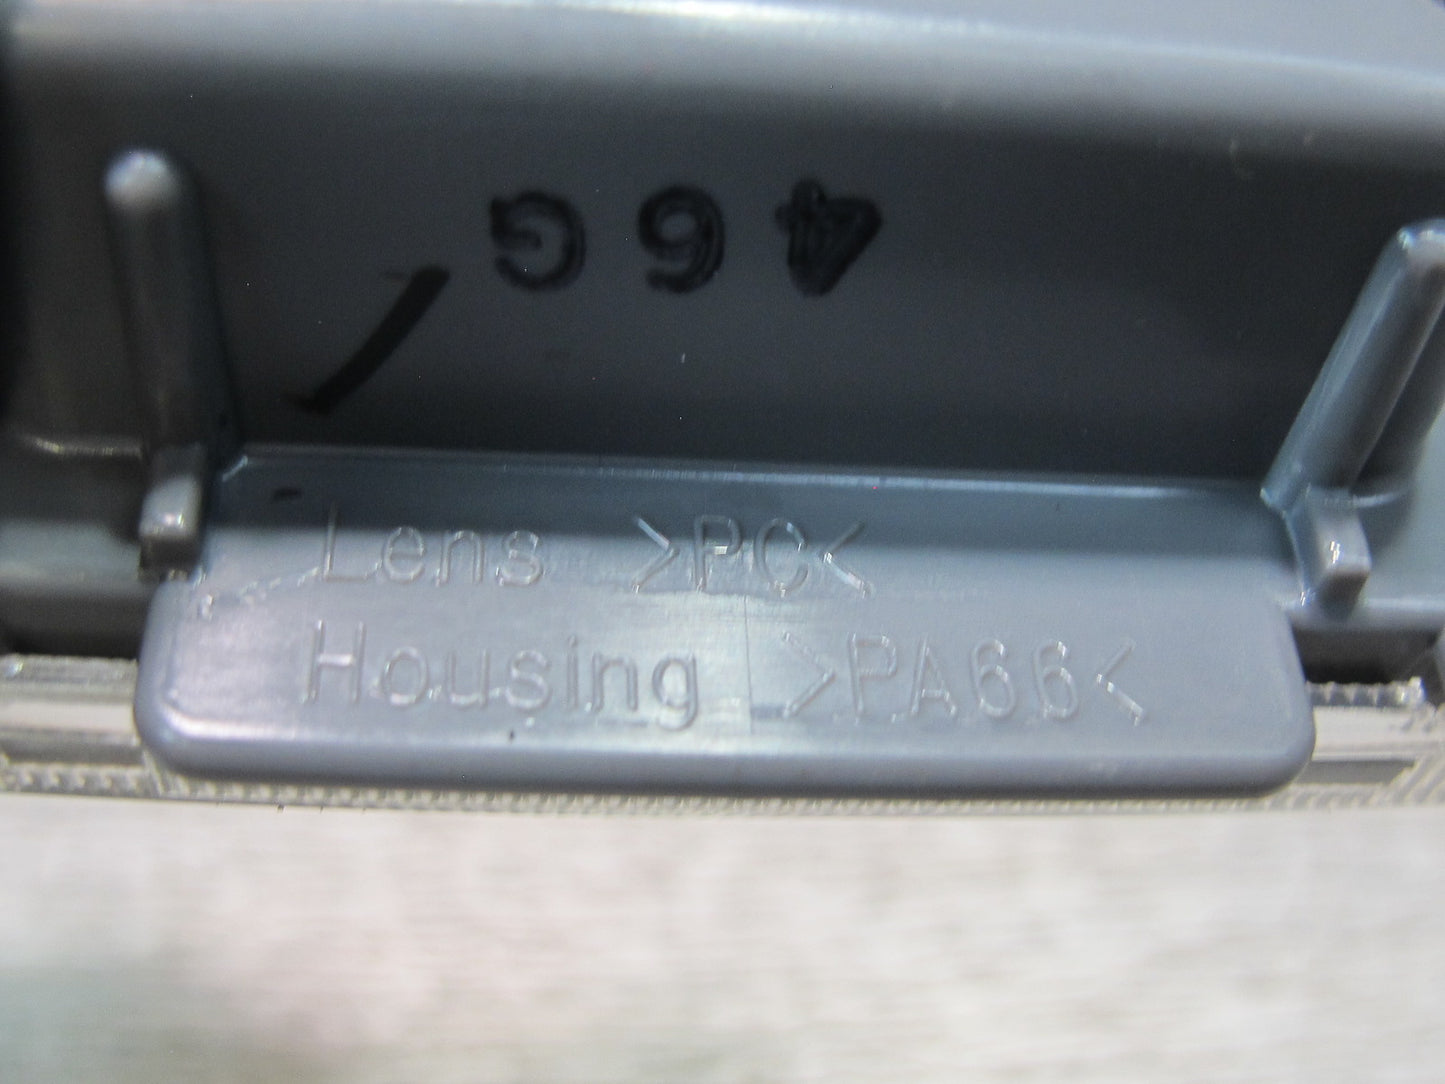 46G
Lens >PC<
Housing >PA66<